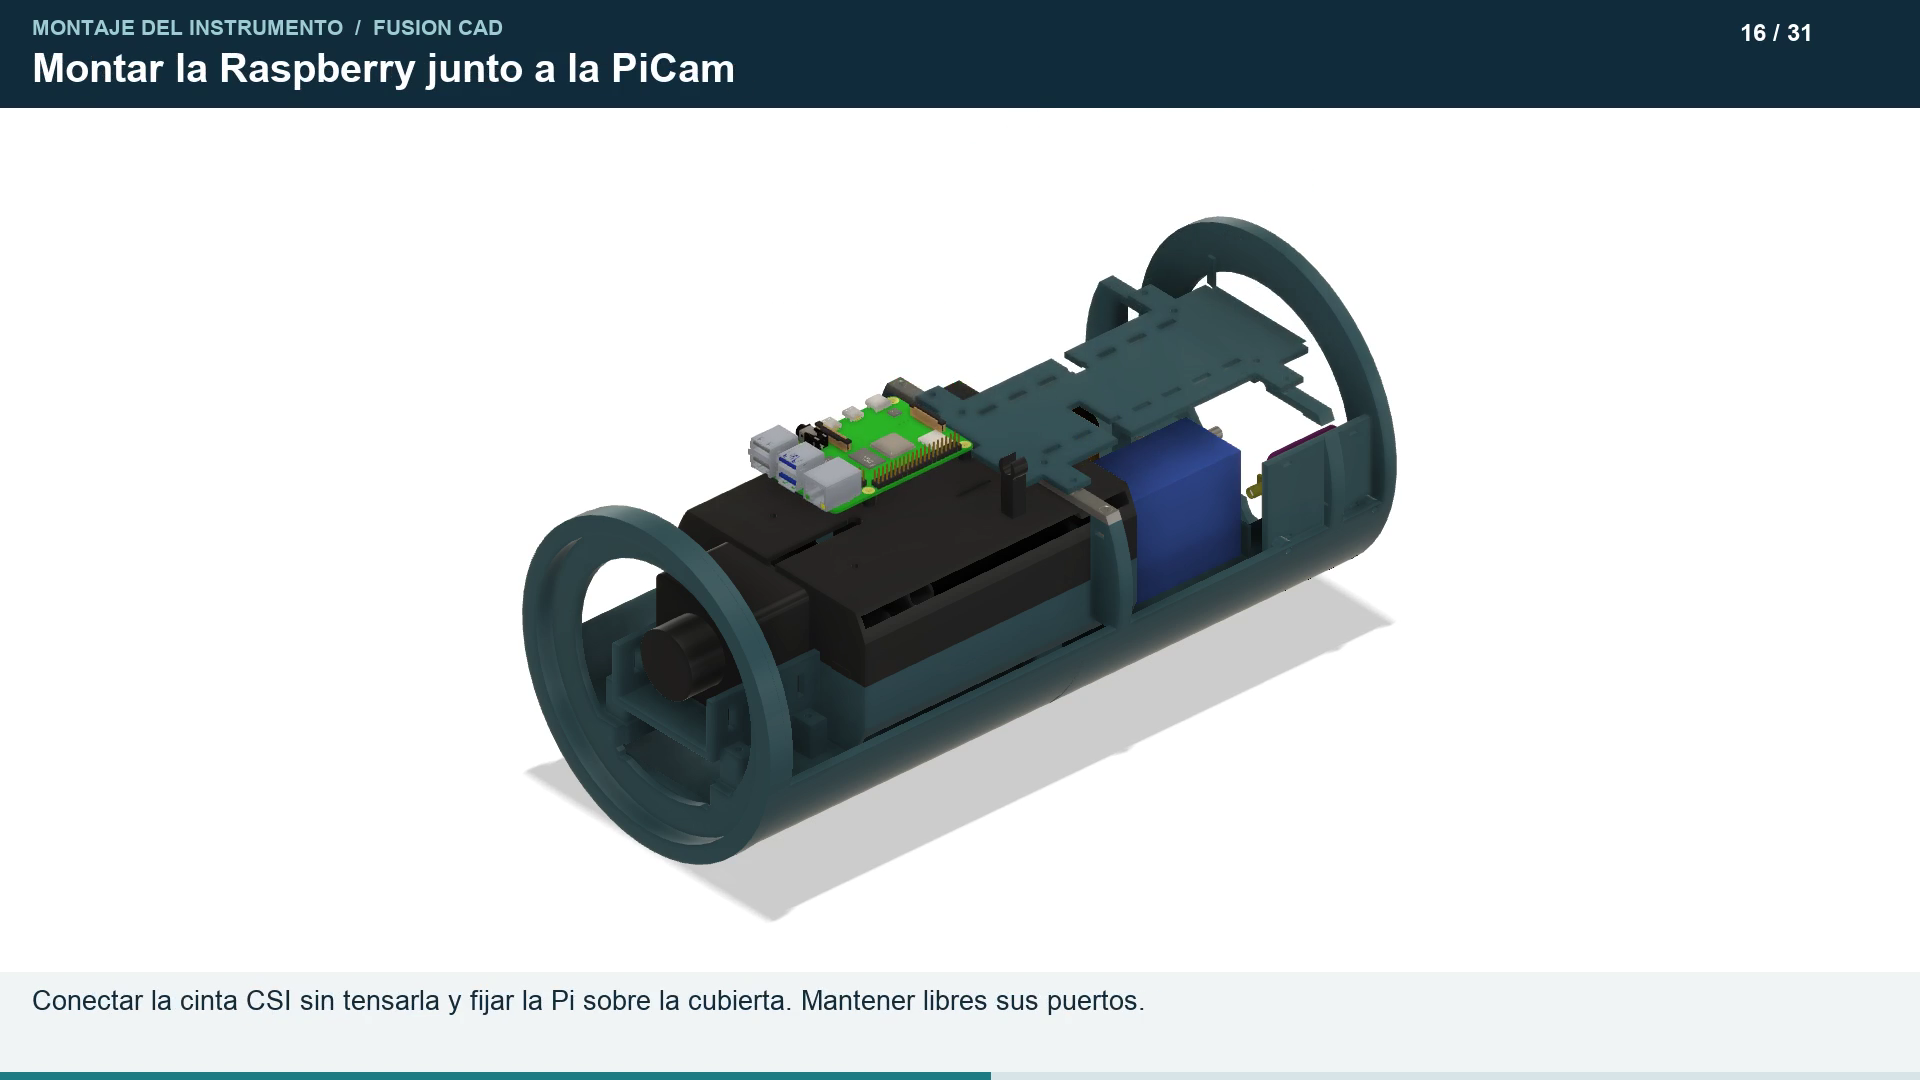 MONTAJE DEL INSTRUMENTO / FUSION CAD
16 / 31
Montar la Raspberry junto a la PiCam
Conectar la cinta CSI sin tensarla y fijar la Pi sobre la cubierta. Mantener libres sus puertos.